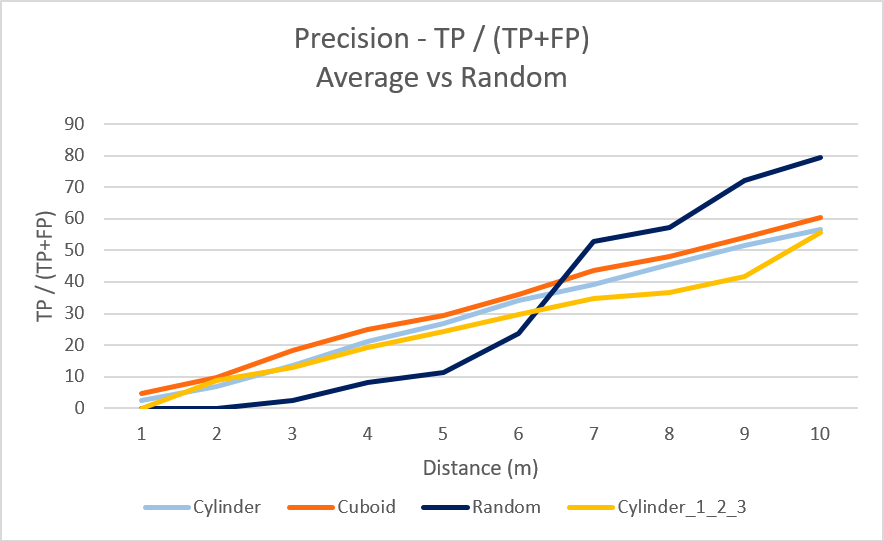 Precision - TP / (TP+FP)
Average vs Random
TP / (TP+FP)
90
80
70
60
50
40
30
20
10
0
1 2 3 4 5 6 7 8 9 10
Distance (m)
Cylinder Cuboid Random Cylinder_1_2_3